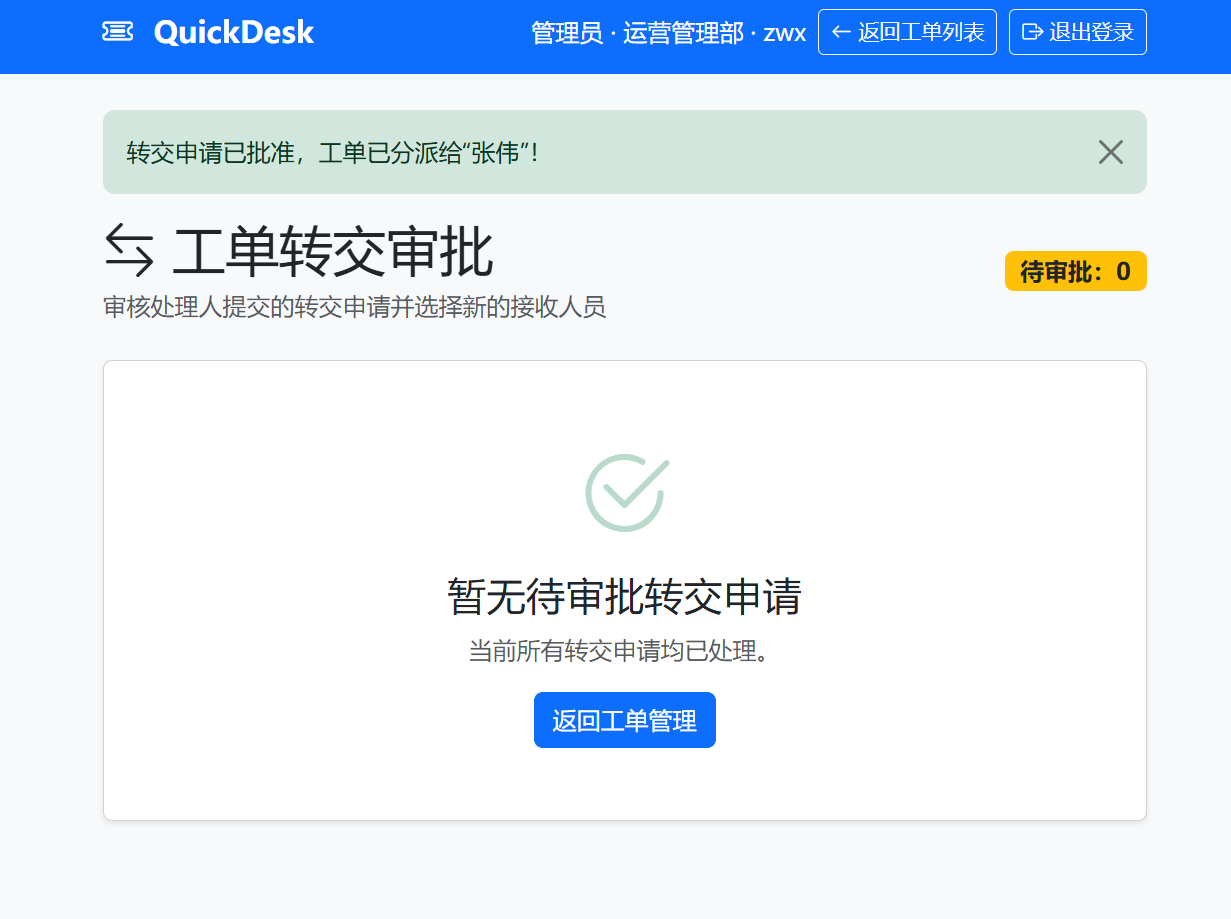 QuickDesk
管理员 · 运营管理部 · zwx
返回工单列表
退出登录
转交申请已批准，工单已分派给“张伟”！
工单转交审批
待审批：0
审核处理人提交的转交申请并选择新的接收人员
暂无待审批转交申请
当前所有转交申请均已处理。
返回工单管理